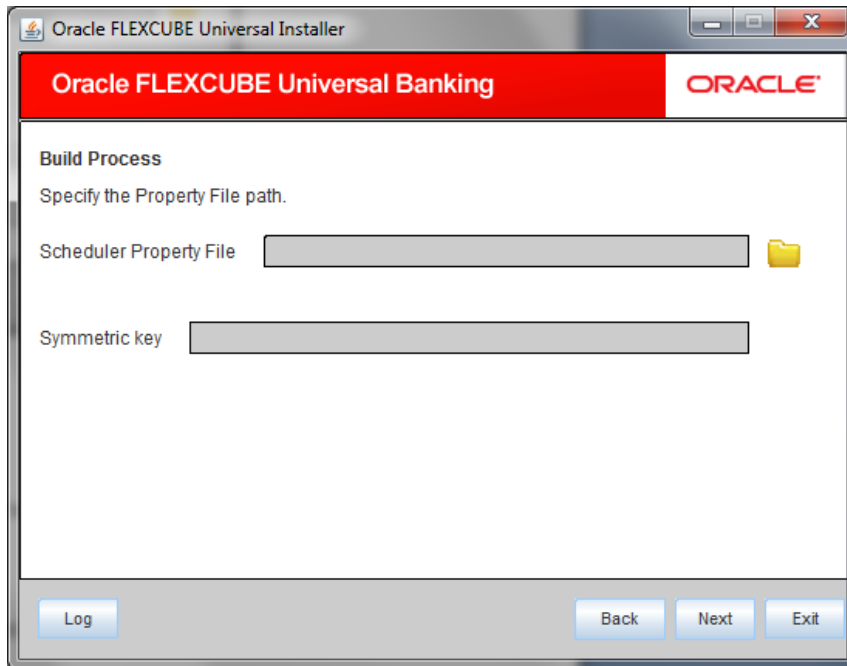 Oracle FLEXCUBE Universal Installer
Oracle FLEXCUBE Universal Banking ORACLE
Build Process
Specify the Property File path.
Scheduler Property File
Symmetric key
Log Back Next Exit